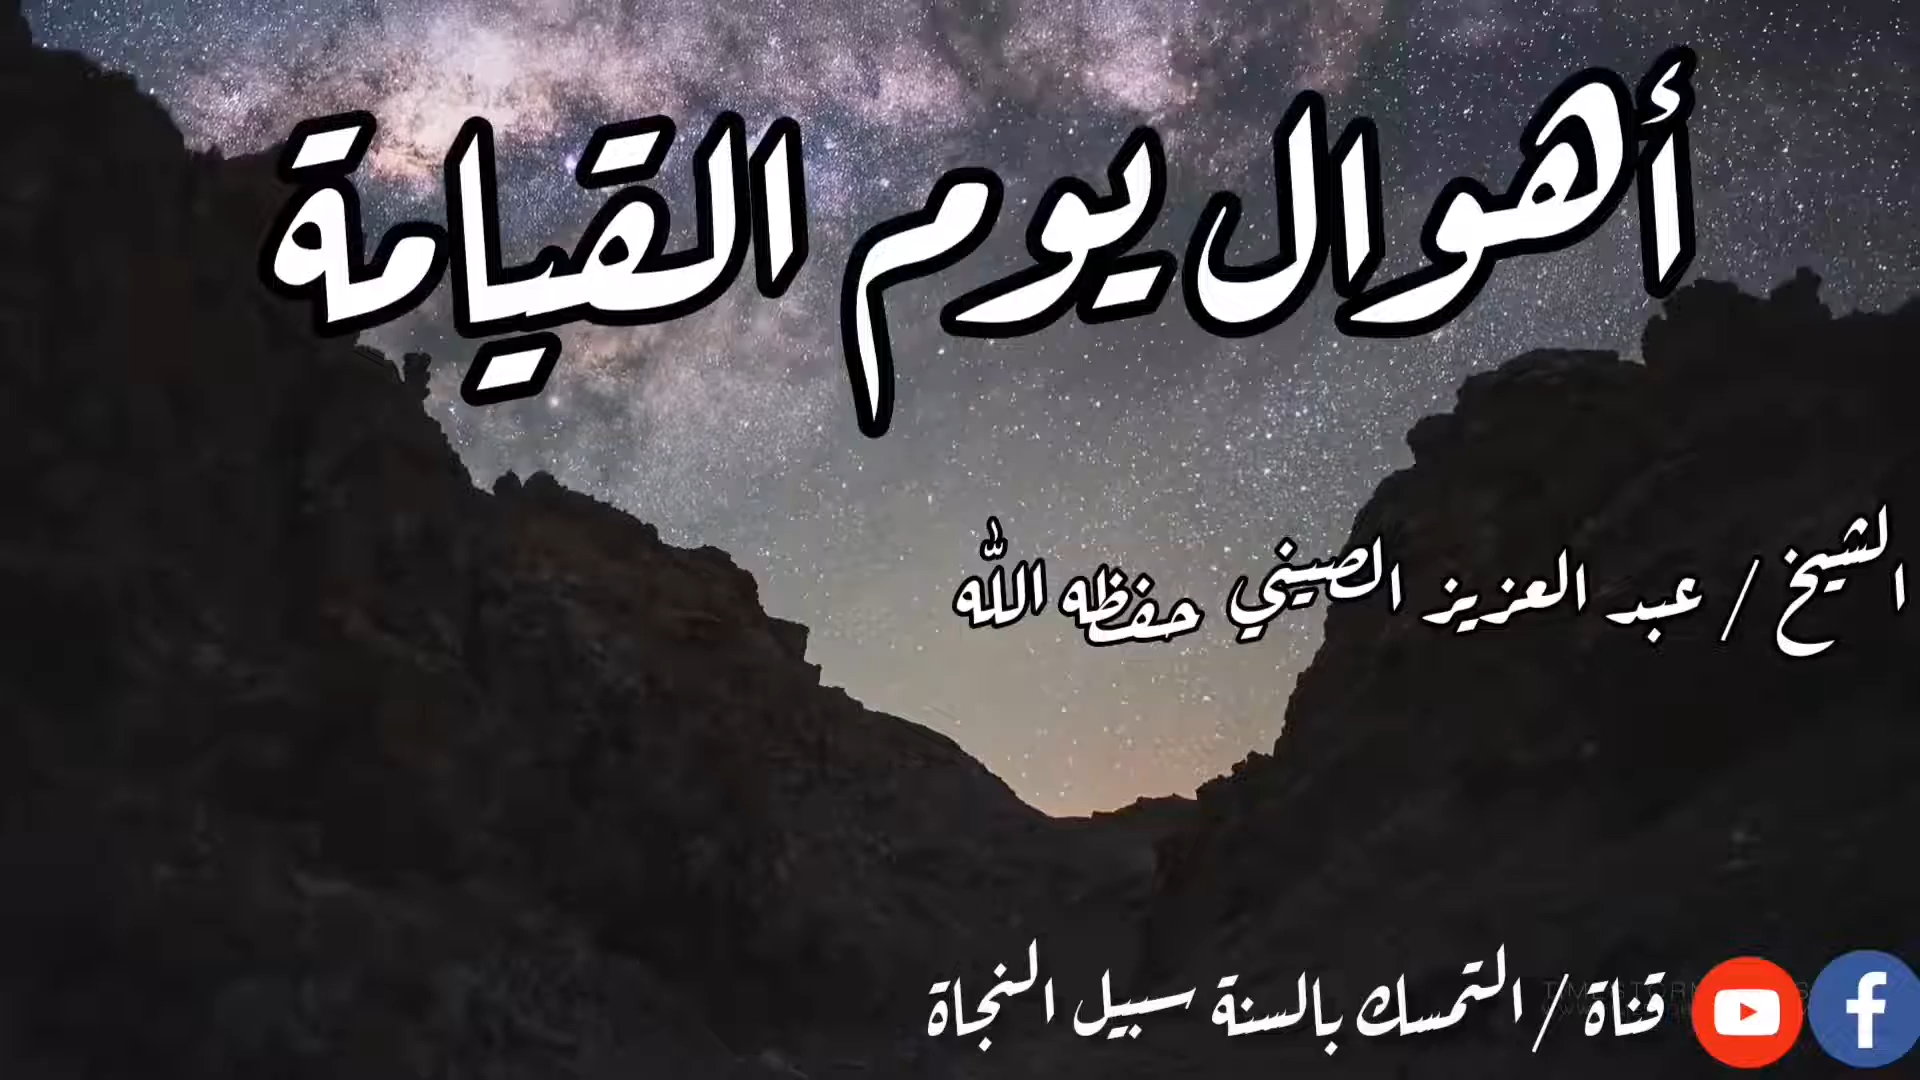 أهوال يوم القيامة
الشيخ / عبد العزيز الصيني حفظه الله
قناة / التمسك بالسنة سبيل النجاة